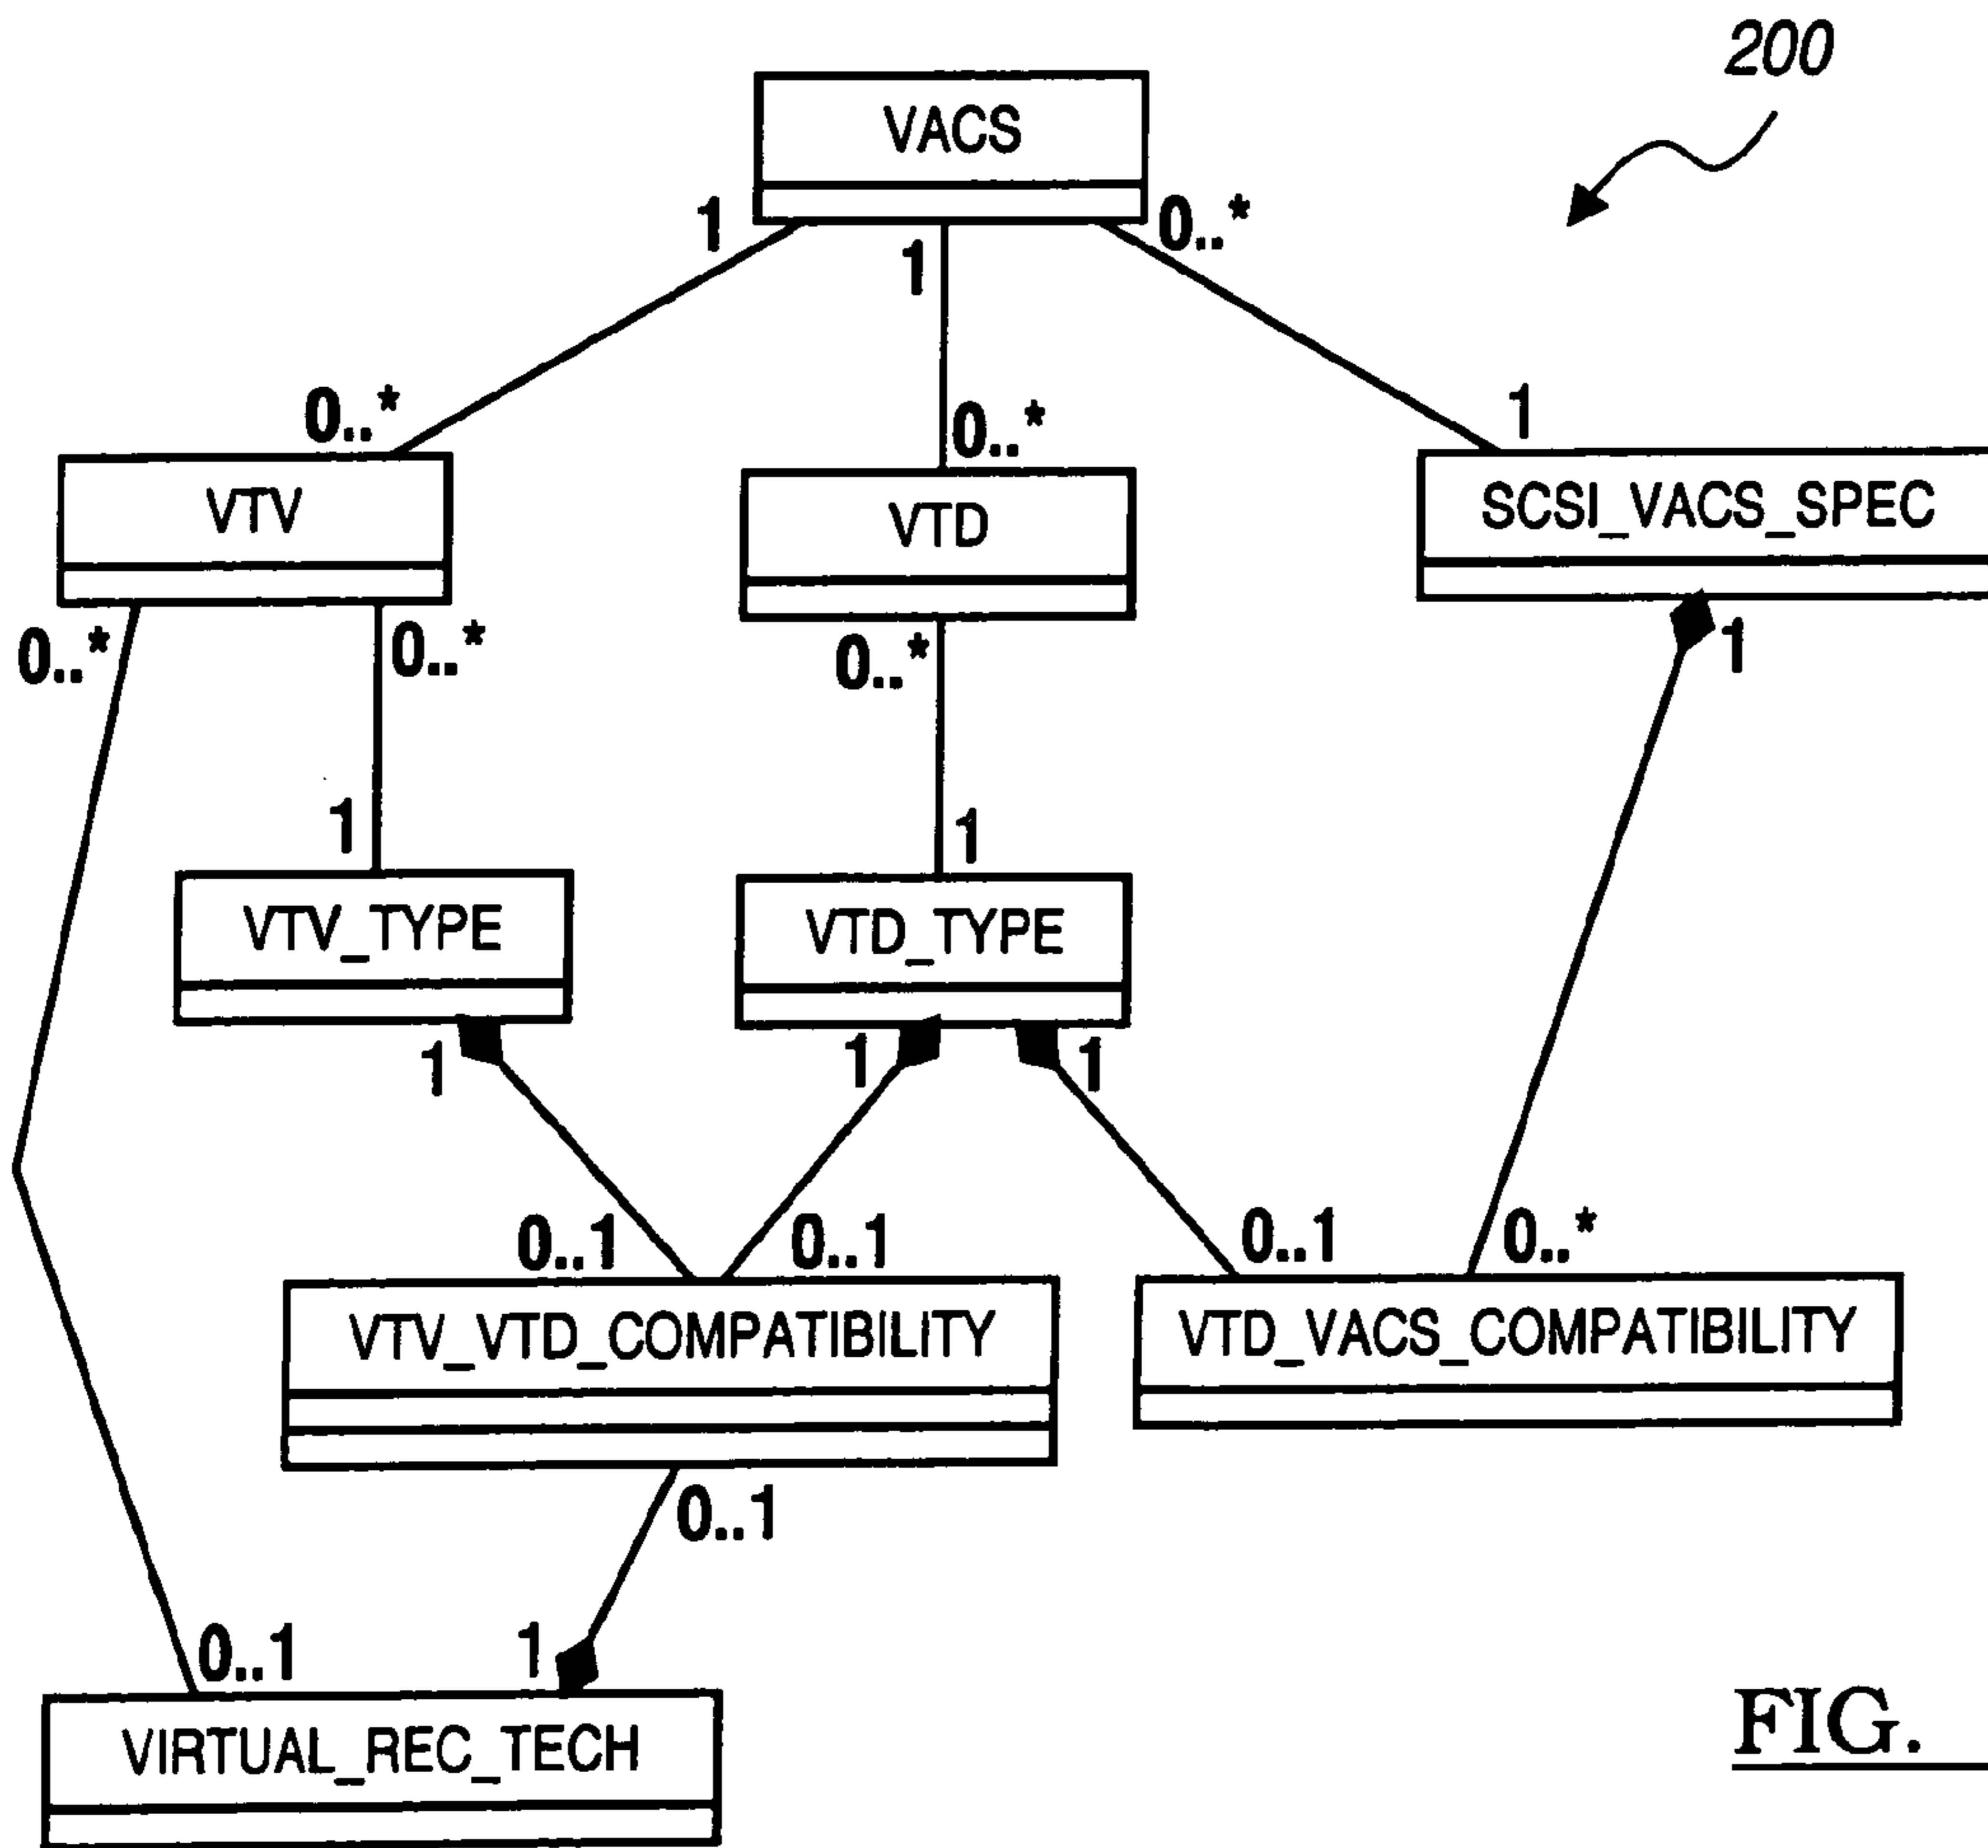 200
VACS
1
1
0..*
0..*
0..*
1
VTV
VTD
SCSI_VACS_SPEC
0..*
0..*
0..*
1
1
1
VTV_TYPE
VTD_TYPE
1
1
1
0..1
0..1
0..1
0..*
VTV_VTD_COMPATIBILITY
VTD_VACS_COMPATIBILITY
0..1
0..1
1
VIRTUAL_REC_TECH
FIG.